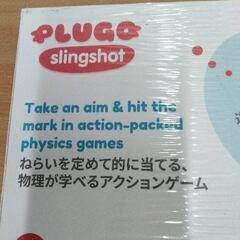 PLUGO
slingshot
Take an aim & hit the
mark in action-packed
physics games
ねらいを定めて的に当てる、
物理が学べるアクションゲーム